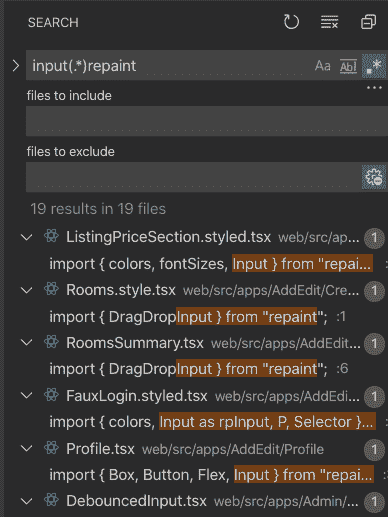 SEARCH
input(.*)repaint
Aa Abl .*
files to include
...
files to exclude
19 results in 19 files
ListingPriceSection.styled.tsx web/src/ap... 1
import { colors, fontSizes, Input } from "repai...
Rooms.style.tsx web/src/apps/AddEdit/Cre... 1
import { DragDropInput } from "repaint"; :1
RoomsSummary.tsx web/src/apps/AddEdit... 1
import { DragDropInput } from "repaint"; :6
FauxLogin.styled.tsx web/src/apps/AddEdi... 1
import { colors, Input as rpInput, P, Selector }...
Profile.tsx web/src/apps/AddEdit/Profile 1
import { Box, Button, Flex, Input } from "repai...
DebouncedInput.tsx web/src/apps/Admin/... 1